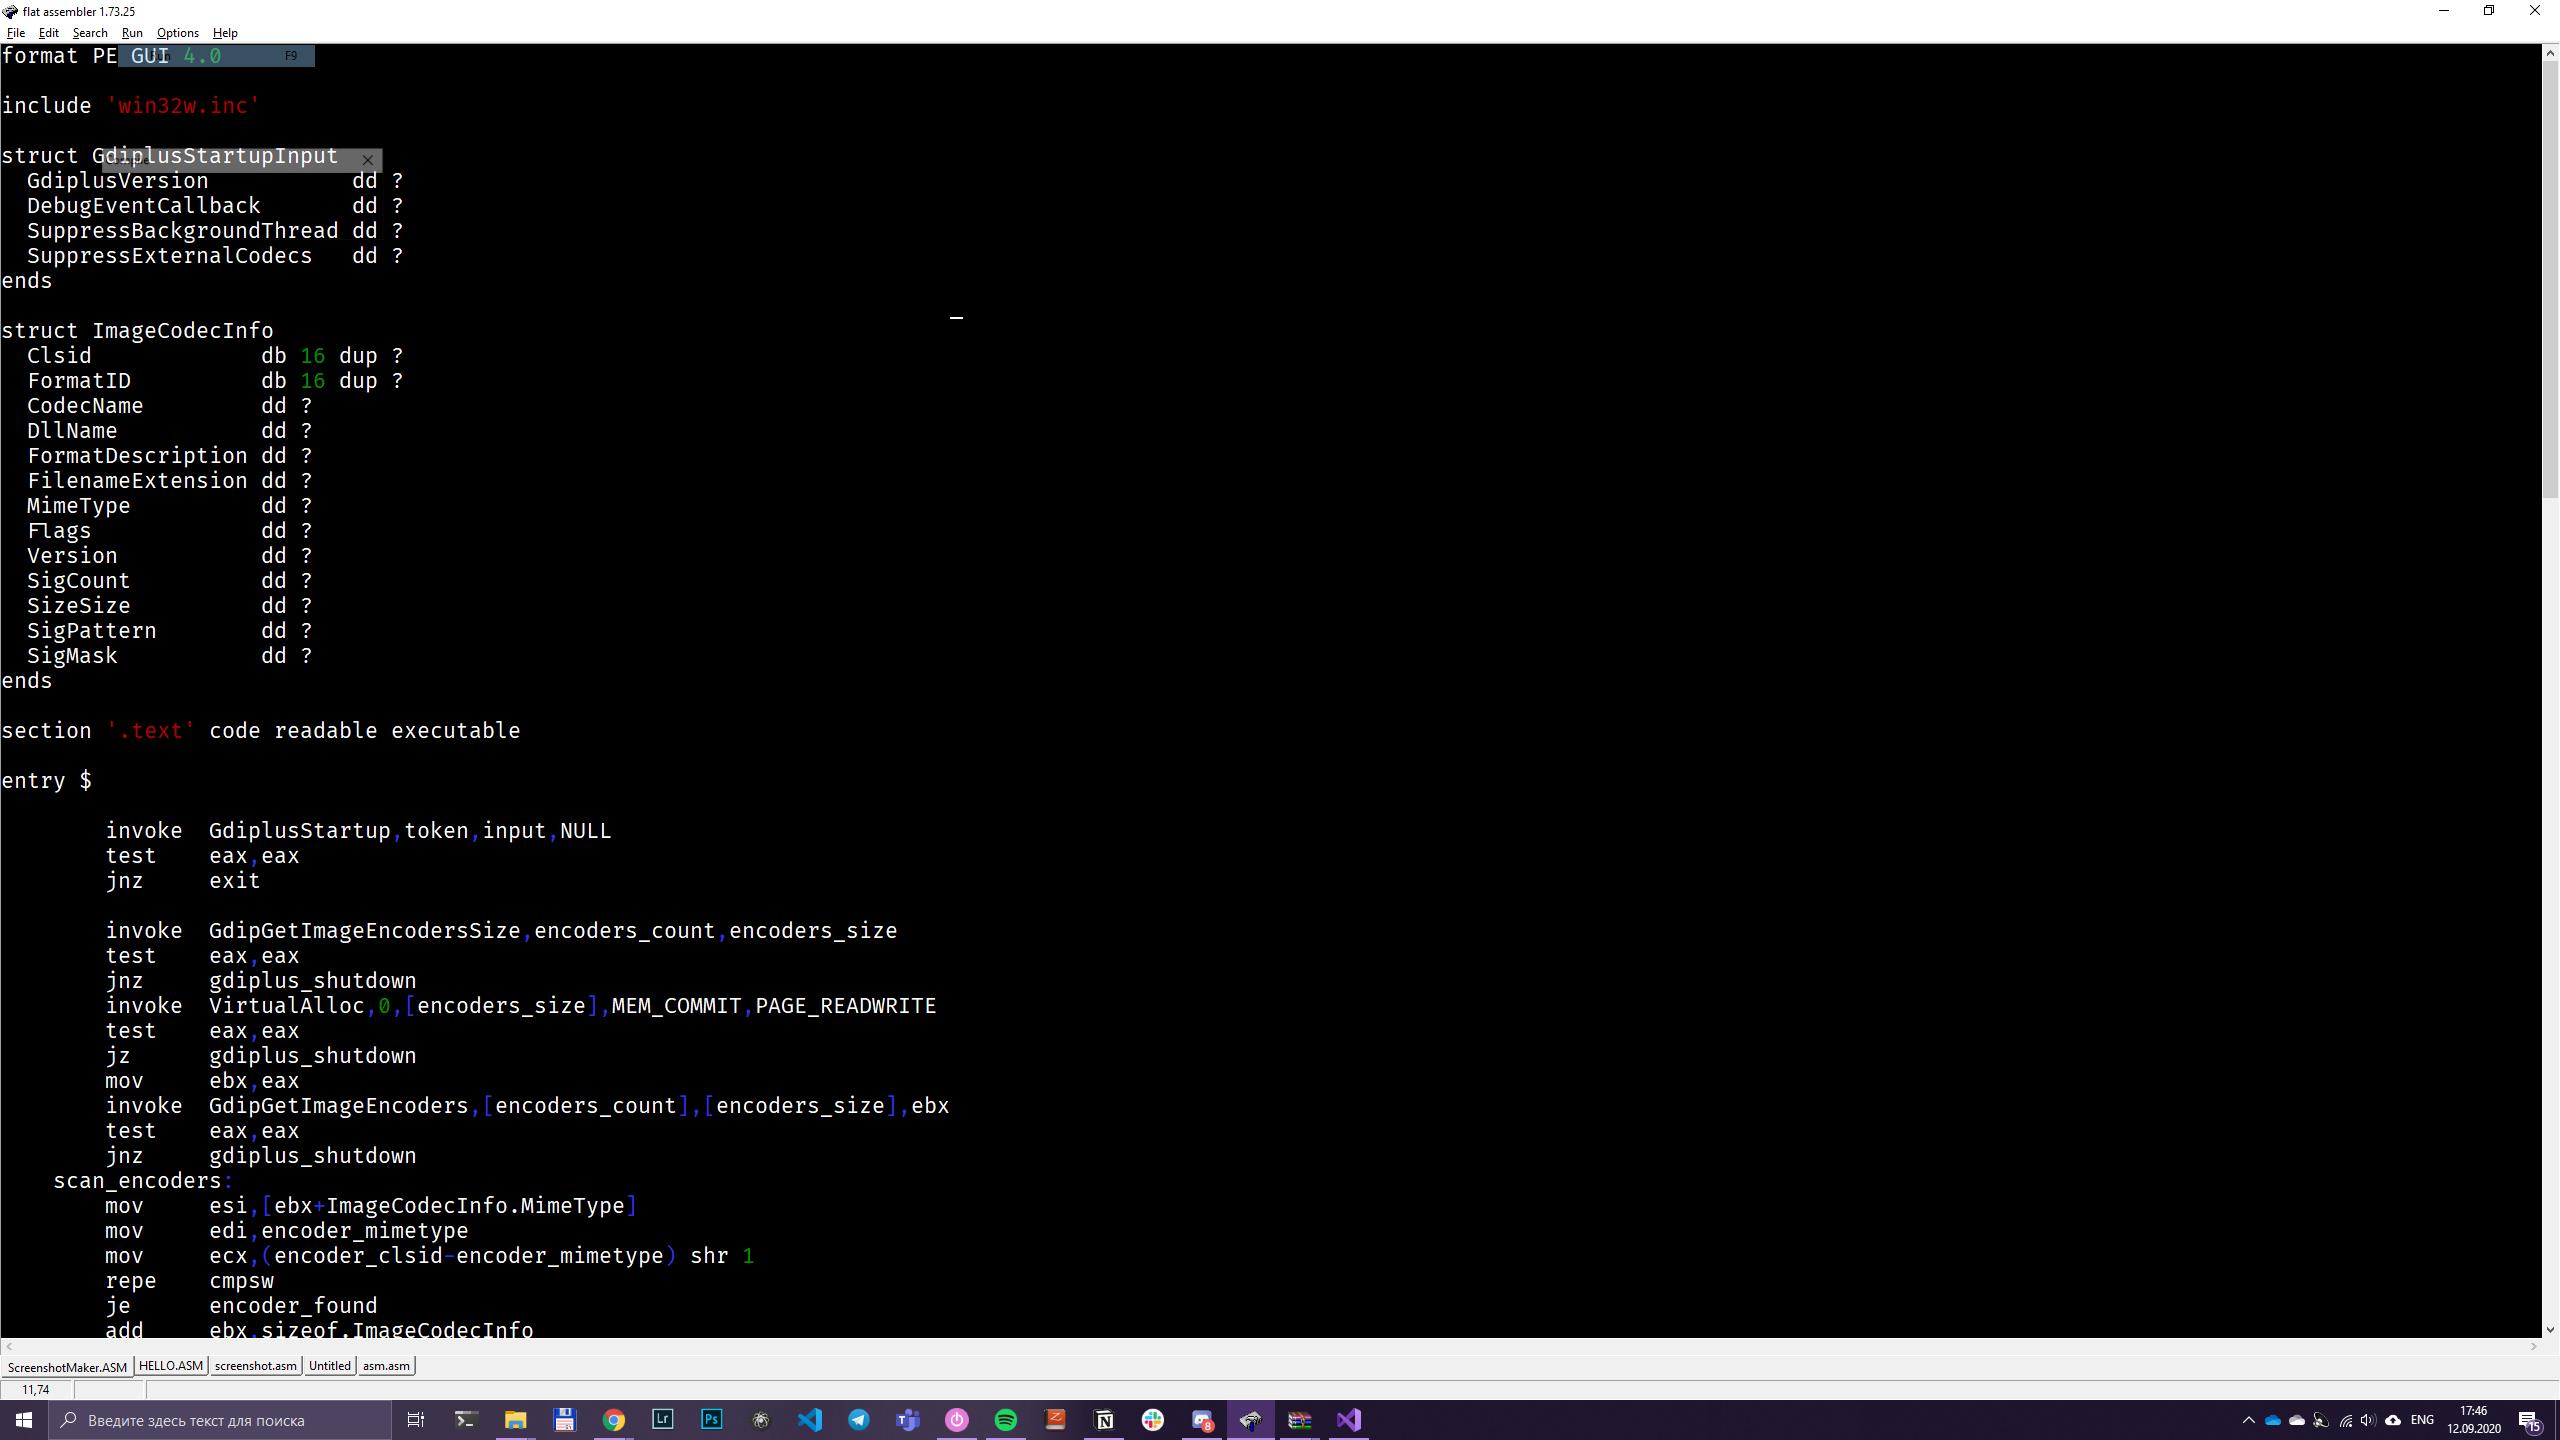 flat assembler 1.73.25
File Edit Search Run Options Help
format PE GUI 4.0 F9
include 'win32w.inc'
struct GdiplusStartupInput
GdiplusVersion dd ?
DebugEventCallback dd ?
SuppressBackgroundThread dd ?
SuppressExternalCodecs dd ?
ends
struct ImageCodecInfo
Clsid db 16 dup ?
FormatID db 16 dup ?
CodecName dd ?
DllName dd ?
FormatDescription dd ?
FilenameExtension dd ?
MimeType dd ?
Flags dd ?
Version dd ?
SigCount dd ?
SizeSize dd ?
SigPattern dd ?
SigMask dd ?
ends
section '.text' code readable executable
entry $
invoke GdiplusStartup,token,input,NULL
test eax,eax
jnz exit
invoke GdipGetImageEncodersSize,encoders_count,encoders_size
test eax,eax
jnz gdiplus_shutdown
invoke VirtualAlloc,0,[encoders_size],MEM_COMMIT,PAGE_READWRITE
test eax,eax
jz gdiplus_shutdown
mov ebx,eax
invoke GdipGetImageEncoders,[encoders_count],[encoders_size],ebx
test eax,eax
jnz gdiplus_shutdown
scan_encoders:
mov esi,[ebx+ImageCodecInfo.MimeType]
mov edi,encoder_mimetype
mov ecx,(encoder_clsid-encoder_mimetype) shr 1
repe cmpsw
je encoder_found
add ebx,sizeof.ImageCodecInfo
ScreenshotMaker.ASM HELLO.ASM screenshot.asm Untitled asm.asm
11,74
Введите здесь текст для поиска
Lr Ps 8 ENG 17:46 15
12.09.2020